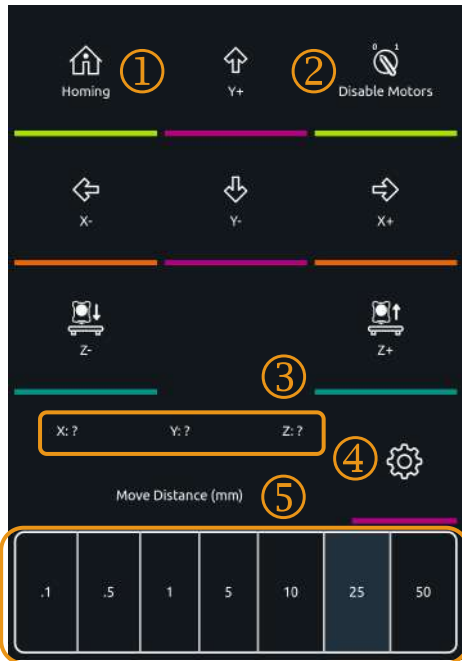 ① ②
0 1
Homing Y+ Disable Motors
X- Y- X+
Z- Z+
③
X: ? Y: ? Z: ?
④
Move Distance (mm) ⑤
.1 .5 1 5 10 25 50